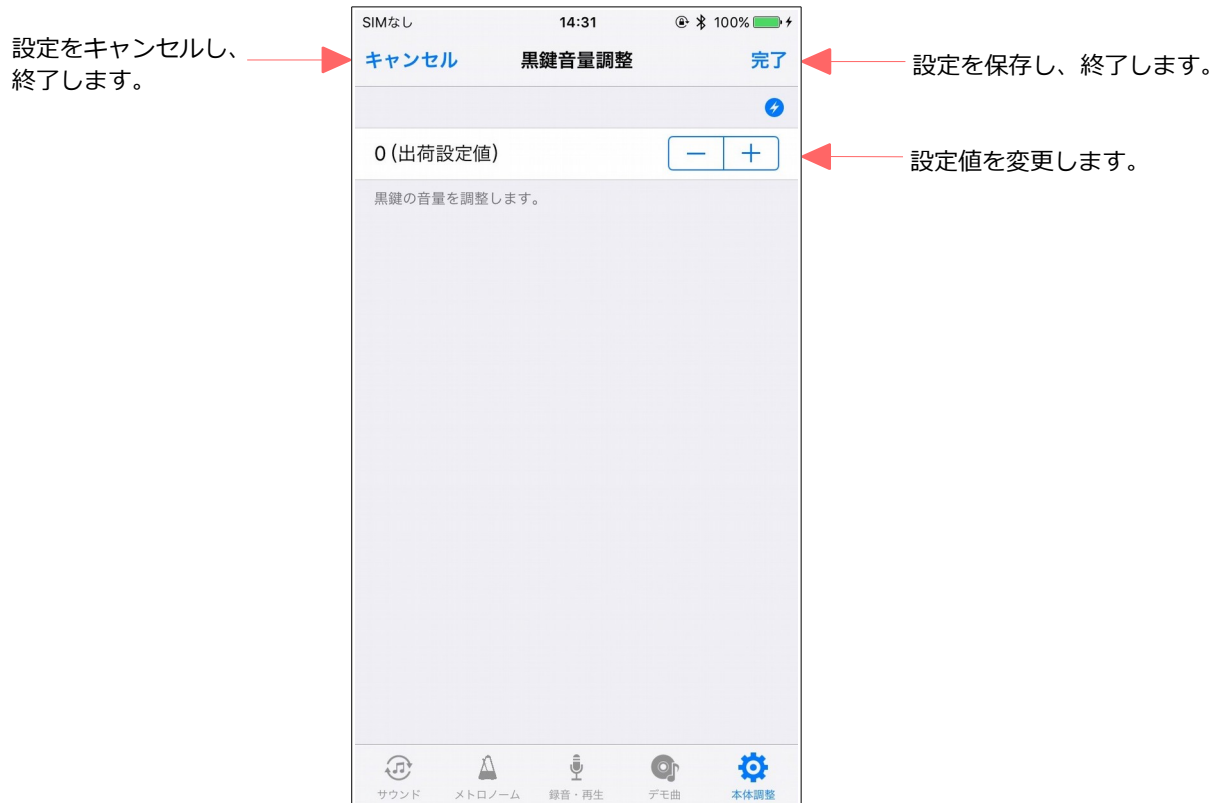 SIMなし 14:31 100%
設定をキャンセルし、
終了します。
キャンセル 黒鍵音量調整 完了
設定を保存し、終了します。
0 (出荷設定値)
設定値を変更します。
黒鍵の音量を調整します。
サウンド メトロノーム 録音・再生 デモ曲 本体調整